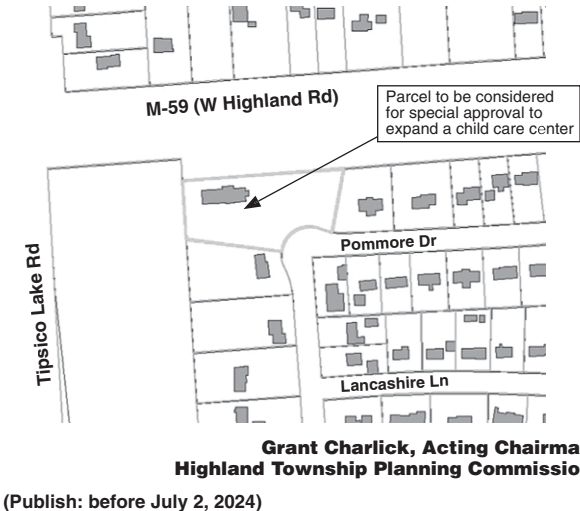 M-59 (W Highland Rd)
Parcel to be considered
for special approval to
expand a child care center
Tipsico Lake Rd
Pommore Dr
Lancashire Ln
Grant Charlick, Acting Chairma
Highland Township Planning Commissio
(Publish: before July 2, 2024)